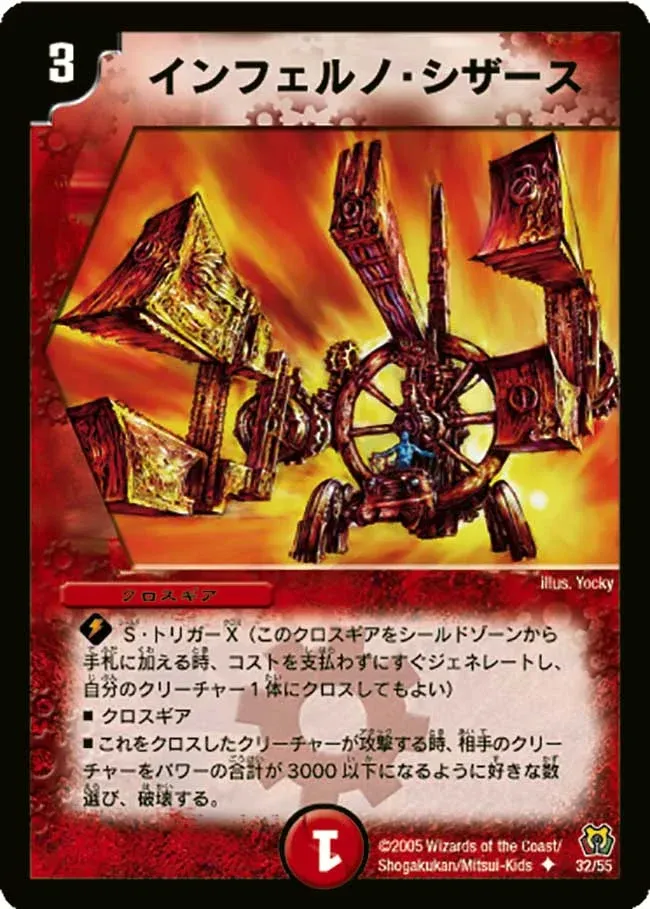 3
インフェルノ・シザース
illus. Yocky
クロスギア
S・トリガーX（このクロスギアをシールドゾーンから
手札に加える時、コストを支払わずにすぐジェネレートし、
自分のクリーチャー1体にクロスしてもよい）
■ クロスギア
■ これをクロスしたクリーチャーが攻撃する時、相手のクリー
チャーをパワーの合計が3000以下になるように好きな数
選び、破壊する。
1
©2005 Wizards of the Coast/
Shogakukan/Mitsui-Kids
32/55